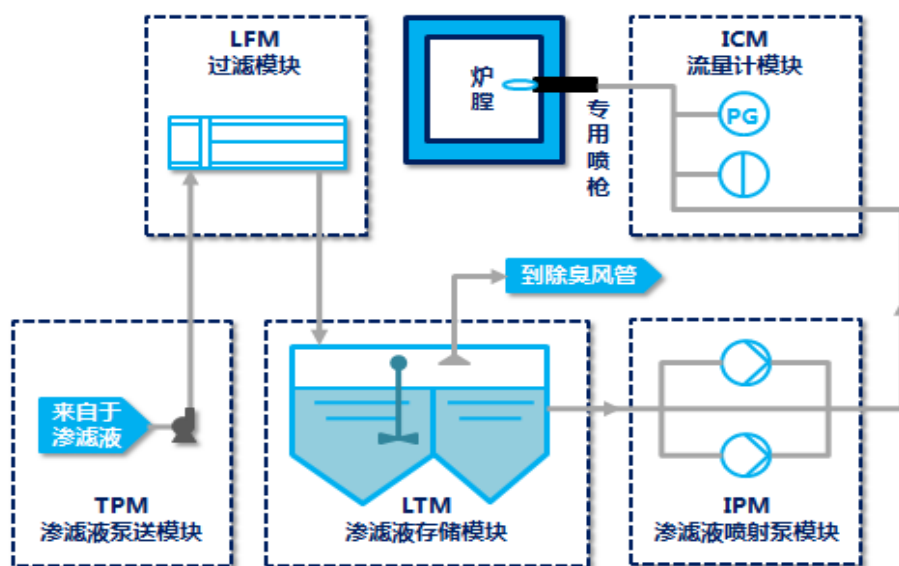 LFM
过滤模块
炉
膛
专
用
喷
枪
ICM
流量计模块
PG
到除臭风管
来自于
渗滤液
TPM
渗滤液泵送模块
LTM
渗滤液存储模块
IPM
渗滤液喷射泵模块